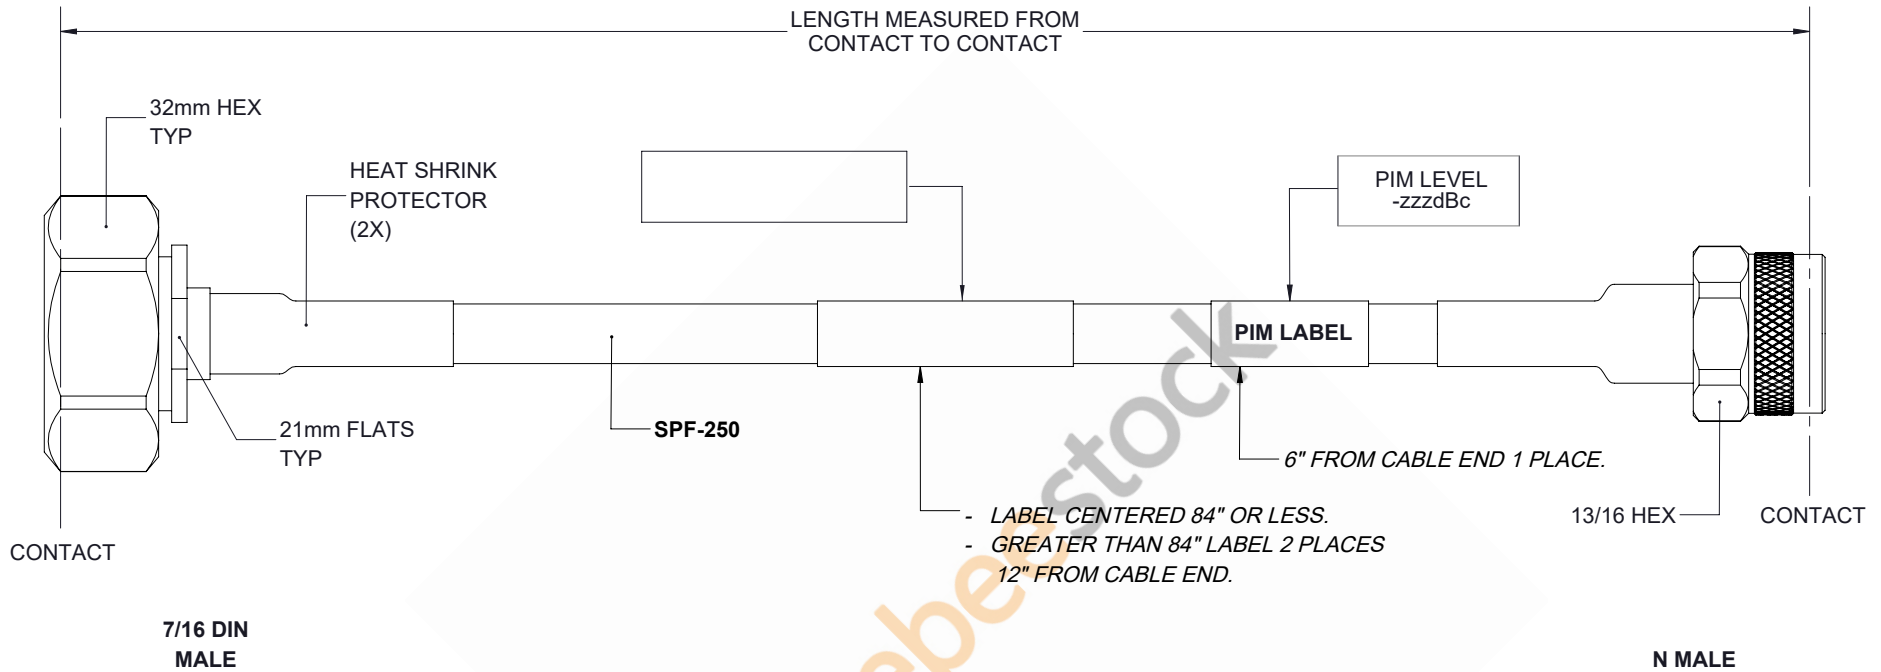 LENGTH MEASURED FROM
CONTACT TO CONTACT
32mm HEX
TYP
HEAT SHRINK
PROTECTOR
(2X)
PIM LEVEL
-zzzdBc
PIM LABEL
21mm FLATS
TYP
SPF-250
6" FROM CABLE END 1 PLACE.
- LABEL CENTERED 84" OR LESS.
- GREATER THAN 84" LABEL 2 PLACES
12" FROM CABLE END.
13/16 HEX
CONTACT
CONTACT
7/16 DIN
MALE
N MALE
ebeestock